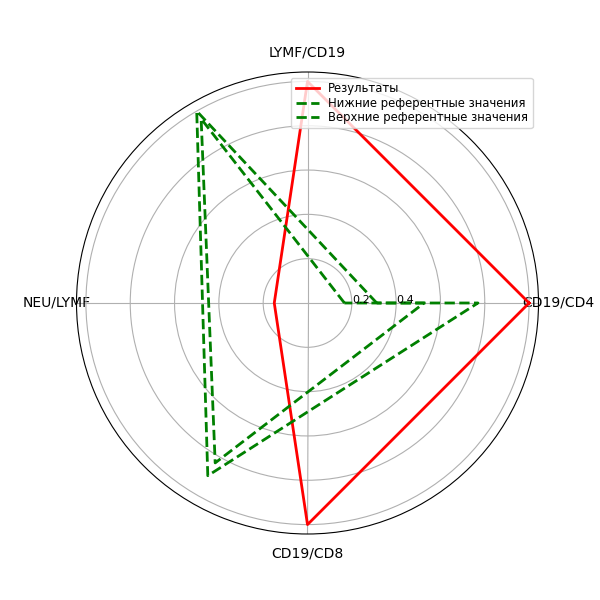 LYMF/CD19
Результаты
Нижние референтные значения
Верхние референтные значения
NEU/LYMF
0.2
0.4
CD19/CD4
CD19/CD8